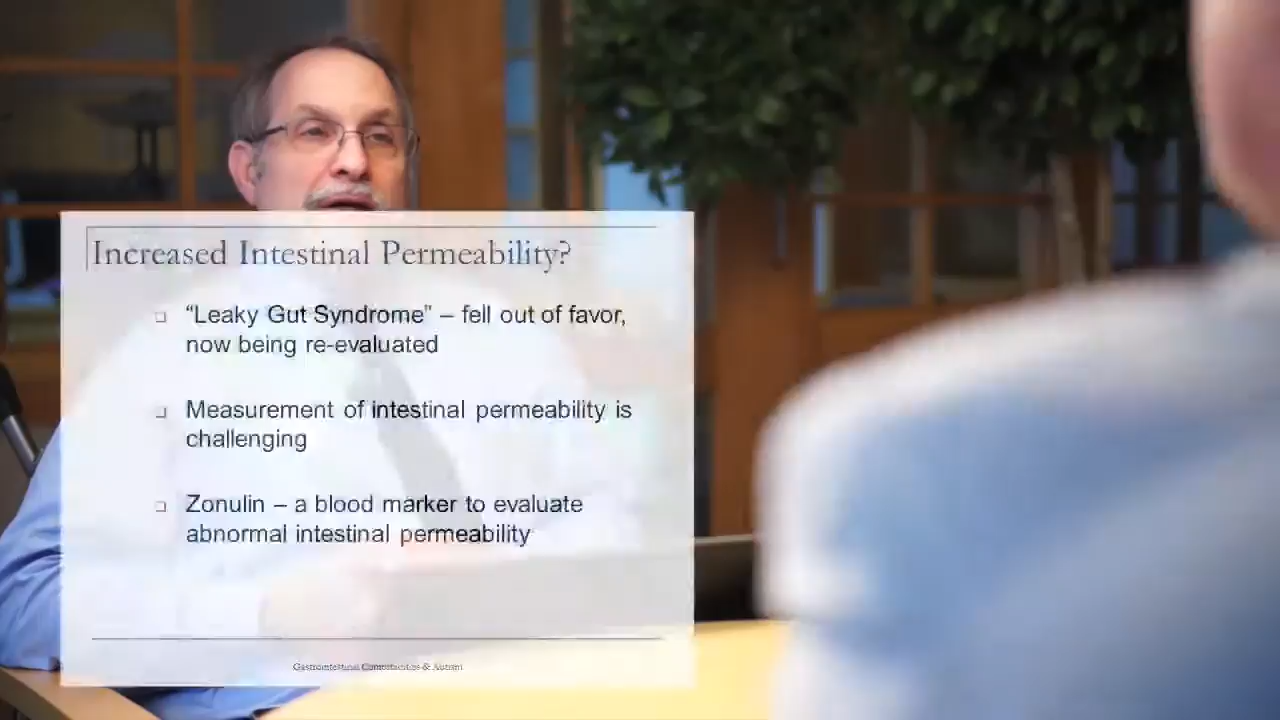 Increased Intestinal Permeability?
“Leaky Gut Syndrome” – fell out of favor,
now being re-evaluated
Measurement of intestinal permeability is
challenging
Zonulin – a blood marker to evaluate
abnormal intestinal permeability
Gastrointestinal Comorbidities & Autism